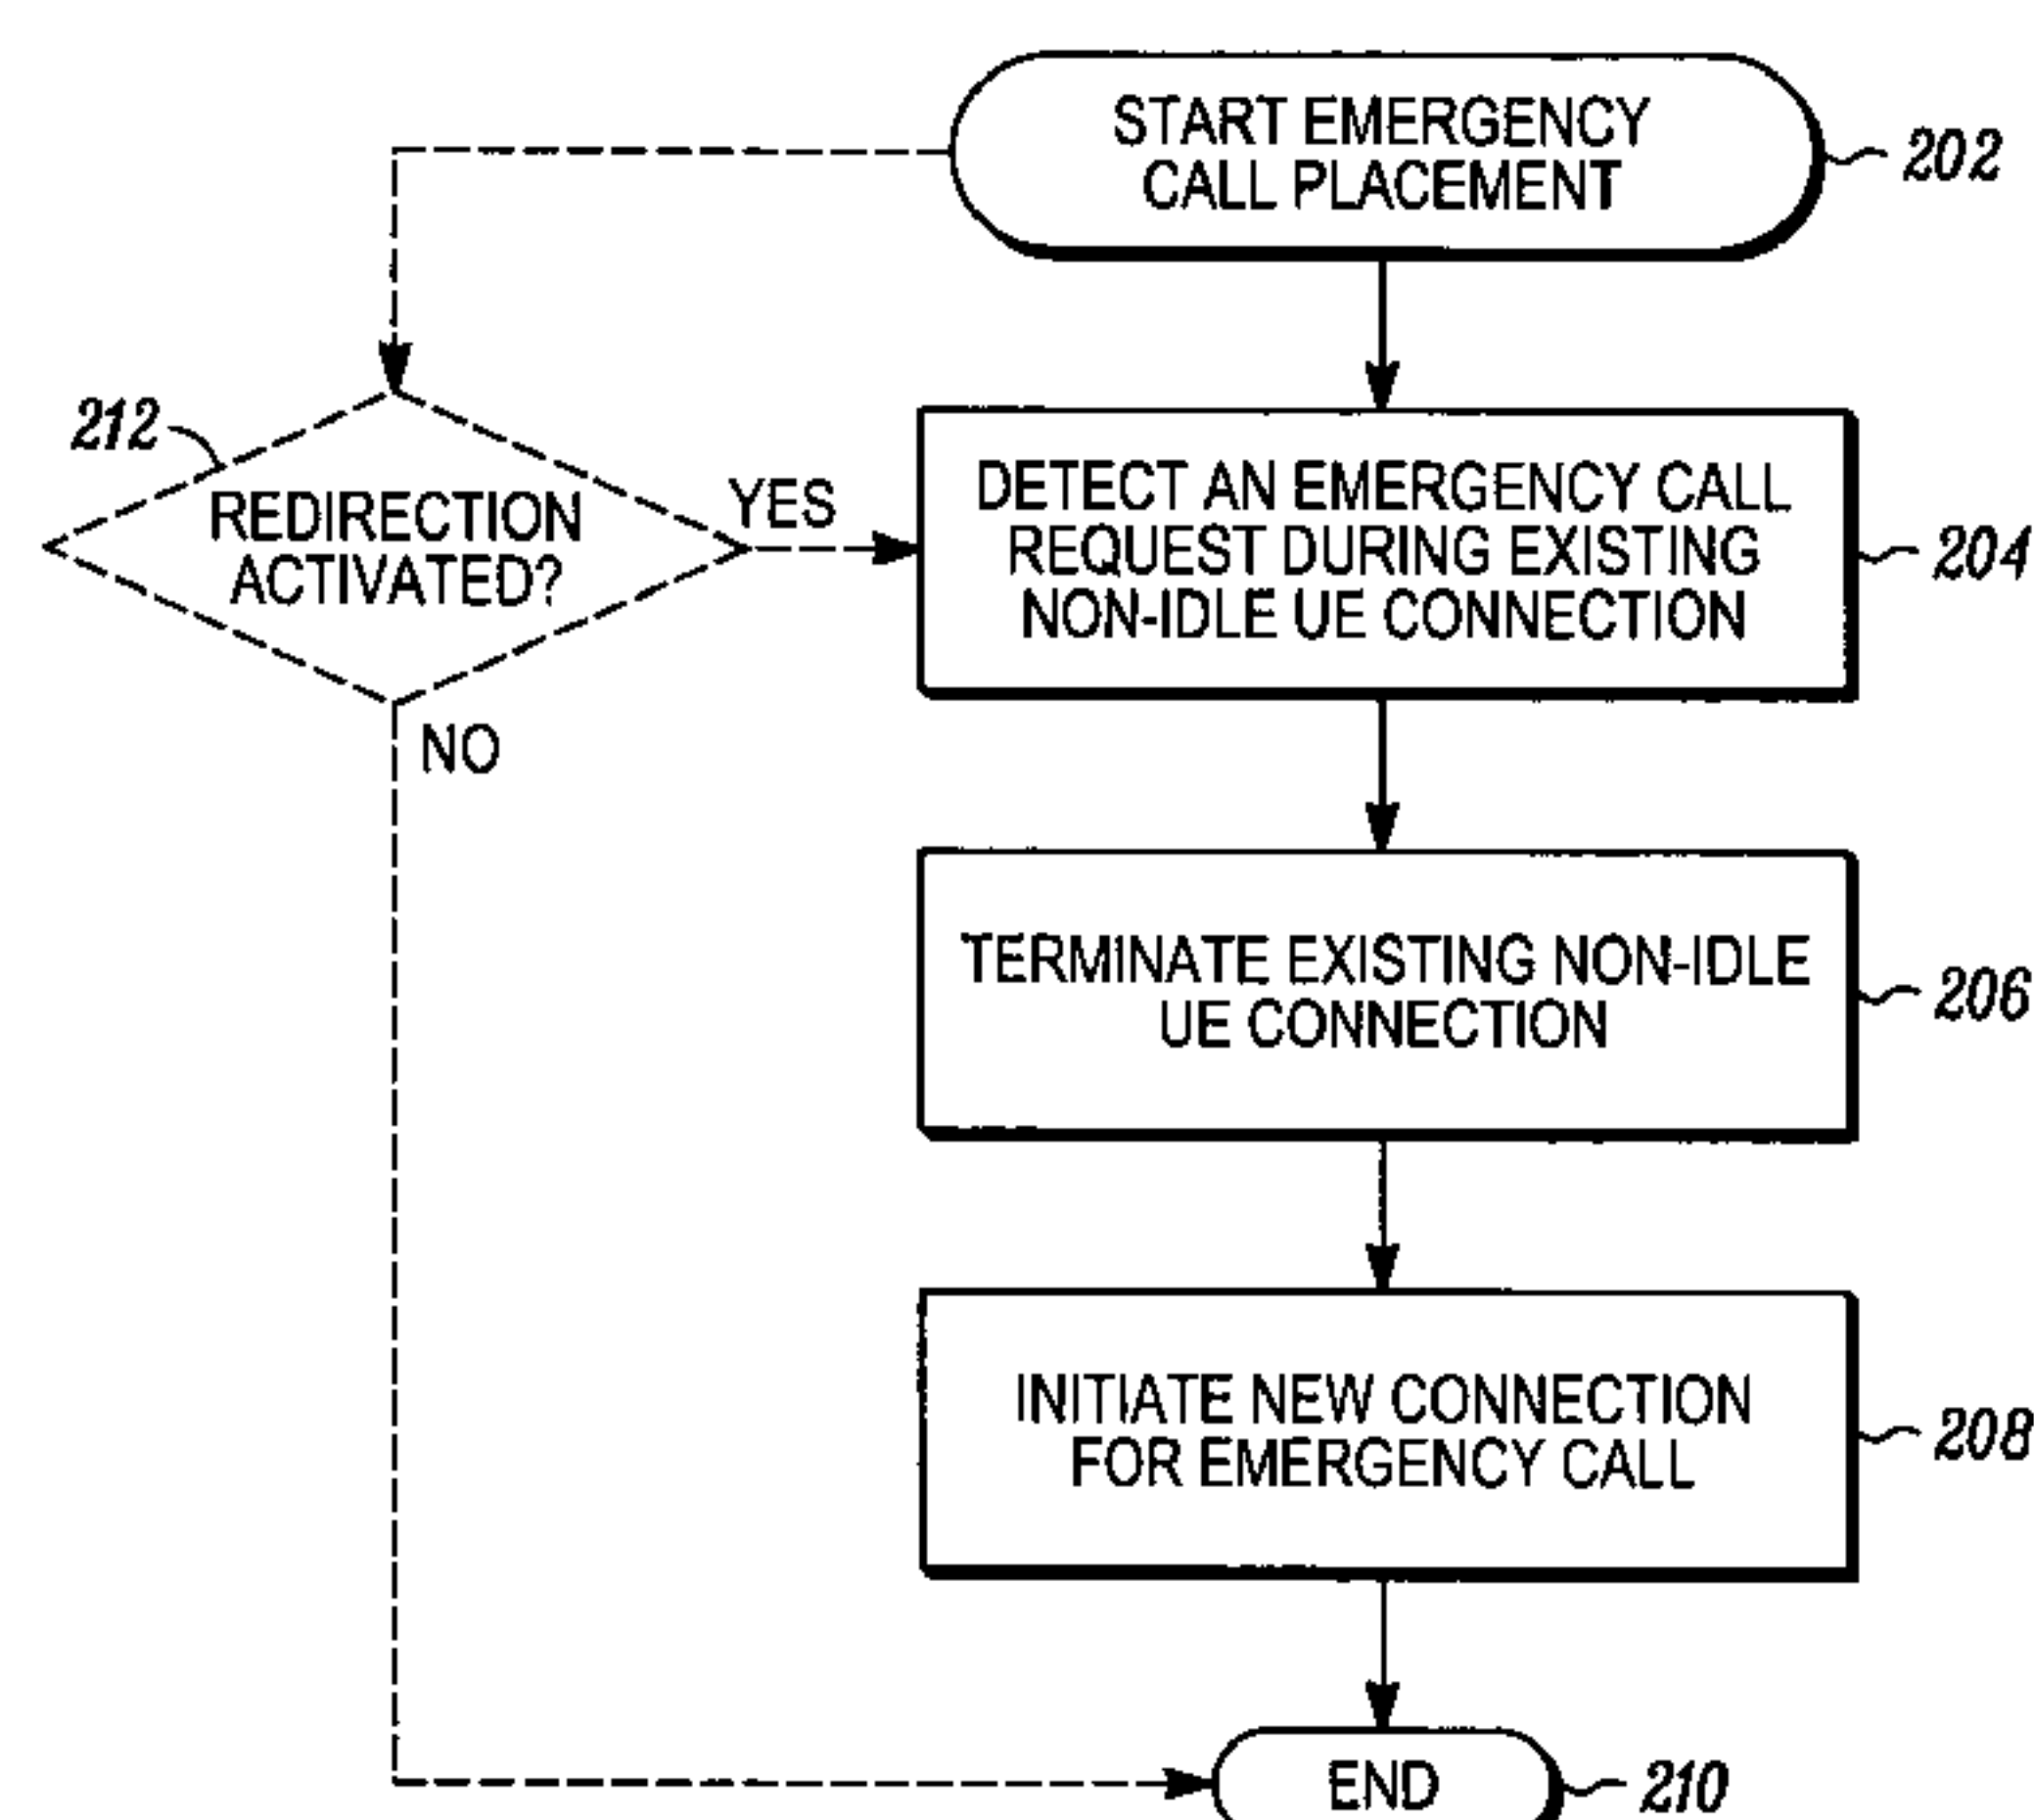 START EMERGENCY
CALL PLACEMENT
202
212
REDIRECTION
ACTIVATED?
YES
NO
DETECT AN EMERGENCY CALL
REQUEST DURING EXISTING
NON-IDLE UE CONNECTION
204
TERMINATE EXISTING NON-IDLE
UE CONNECTION
206
INITIATE NEW CONNECTION
FOR EMERGENCY CALL
208
END
210